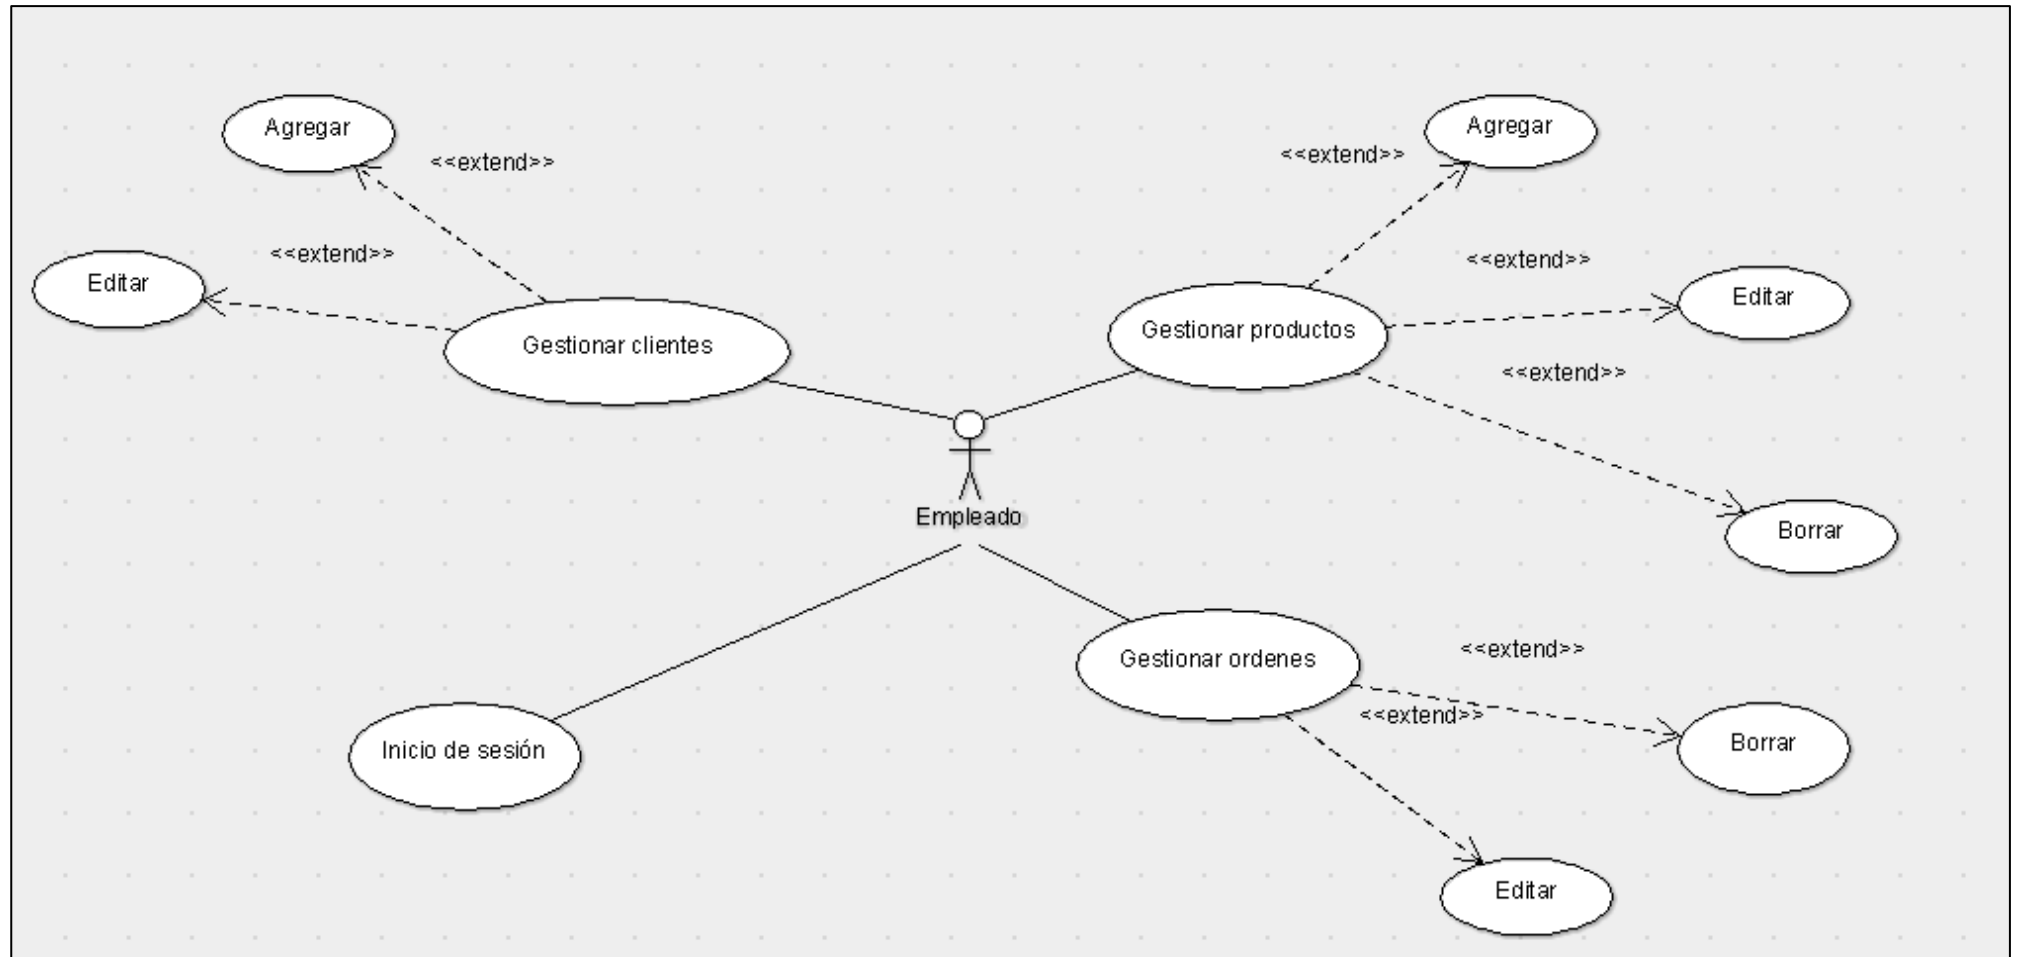 Agregar
Agregar
<<extend>>
<<extend>>
<<extend>>
<<extend>>
Editar
Editar
Gestionar clientes
Gestionar productos
<<extend>>
Empleado
Borrar
Gestionar ordenes
<<extend>>
<<extend>>
Inicio de sesión
Borrar
Editar